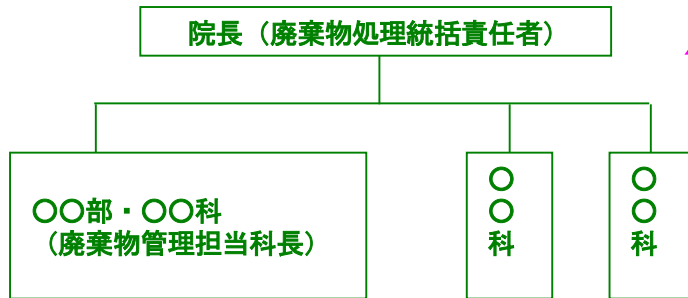 院長（廃棄物処理統括責任者）
〇〇部・〇〇科
（廃棄物管理担当科長）
〇
〇
科
〇
〇
科